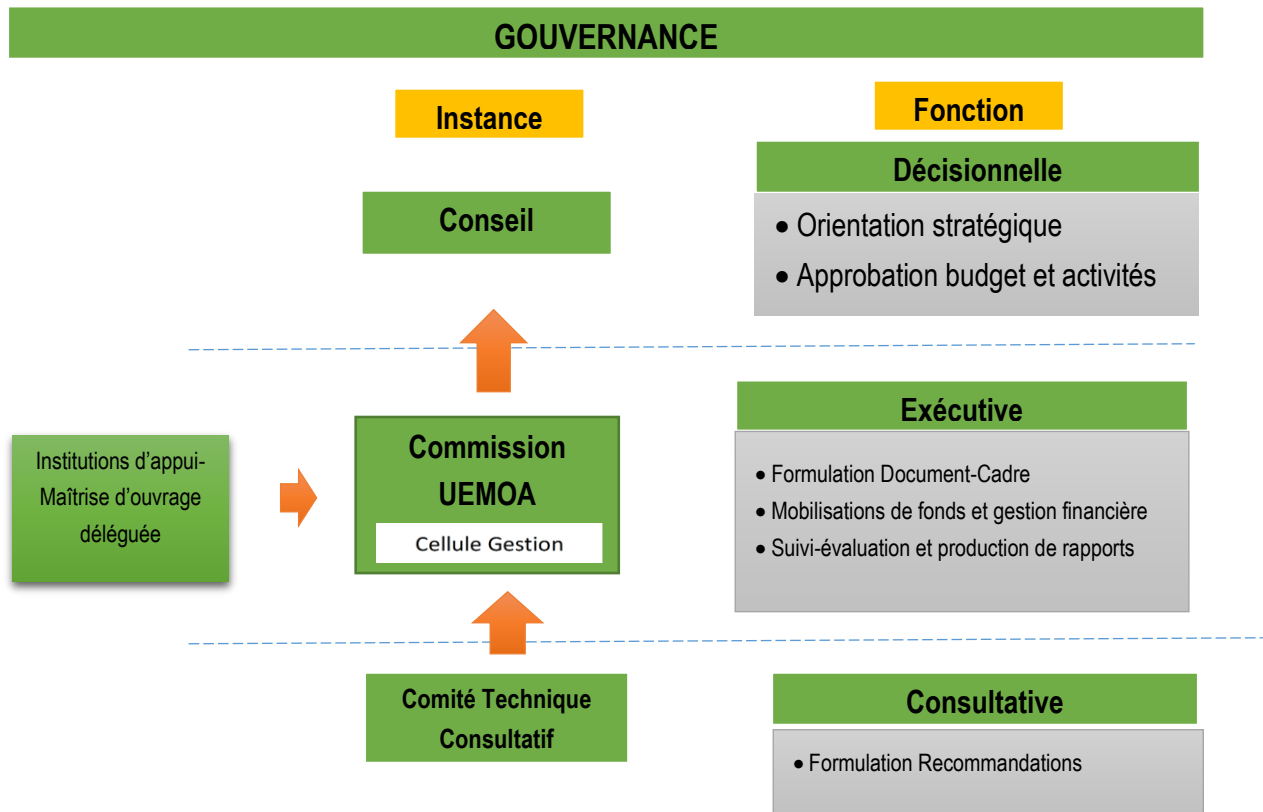 GOUVERNANCE
Instance
Fonction
Conseil
Décisionnelle
• Orientation stratégique
• Approbation budget et activités
Institutions d'appui-
Maîtrise d'ouvrage
déléguée
Commission
UEMOA
Cellule Gestion
Exécutive
• Formulation Document-Cadre
• Mobilisations de fonds et gestion financière
• Suivi-évaluation et production de rapports
Comité Technique
Consultatif
Consultative
• Formulation Recommandations